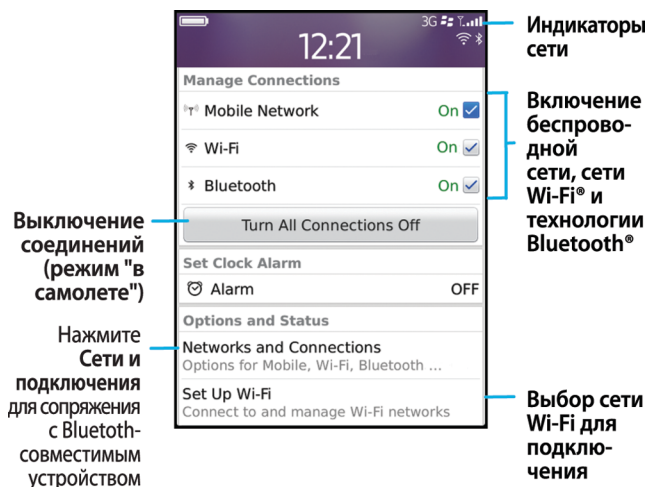 3G
12:21
Manage Connections
Mobile Network On
Wi-Fi On
Bluetooth On
Turn All Connections Off
Set Clock Alarm
Alarm OFF
Options and Status
Networks and Connections
Options for Mobile, Wi-Fi, Bluetooth ...
Set Up Wi-Fi
Connect to and manage Wi-Fi networks
Выключение
соединений
(режим "в
самолете")
Нажмите
Сети и
подключения
для сопряжения
с Bluetoth-
совместимым
устройством
Индикаторы
сети
Включение
беспрово-
дной
сети, сети
Wi-Fi® и
технологии
Bluetooth®
Выбор сети
Wi-Fi для
подклю-
чения